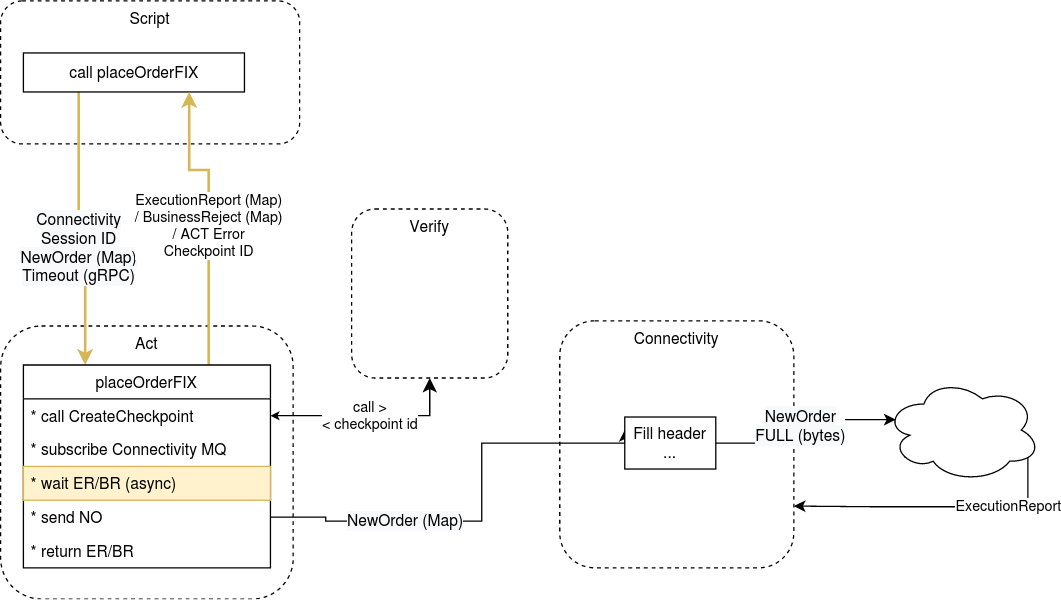 Script
call placeOrderFIX
Connectivity
Session ID
NewOrder (Map)
Timeout (gRPC)
ExecutionReport (Map)
/ BusinessReject (Map)
/ ACT Error
Checkpoint ID
Verify
Act
placeOrderFIX
* call CreateCheckpoint
* subscribe Connectivity MQ
* wait ER/BR (async)
* send NO
* return ER/BR
call >
< checkpoint id
NewOrder (Map)
Connectivity
Fill header
...
NewOrder
FULL (bytes)
ExecutionReport